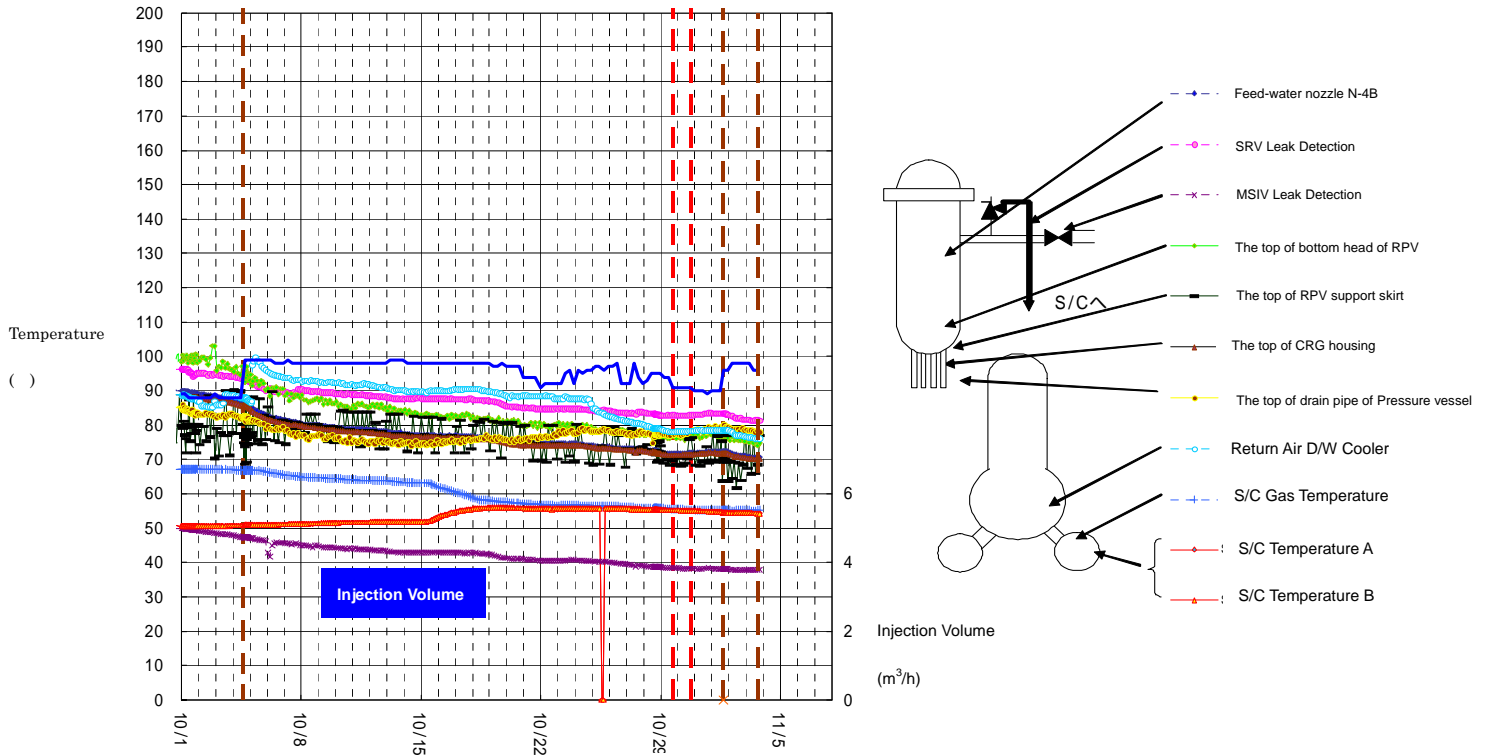 200
190
180
170
160
150
140
130
120
110
100
90
80
70
60
50
40
30
20
10
0
Temperature
( )
Injection Volume
6
4
2
0
Injection Volume
(m³/h)
10/1
10/8
10/15
10/22
10/29
11/5
S/Cへ
Feed-water nozzle N-4B
SRV Leak Detection
MSIV Leak Detection
The top of bottom head of RPV
The top of RPV support skirt
The top of CRG housing
The top of drain pipe of Pressure vessel
Return Air D/W Cooler
S/C Gas Temperature
S/C Temperature A
S/C Temperature B